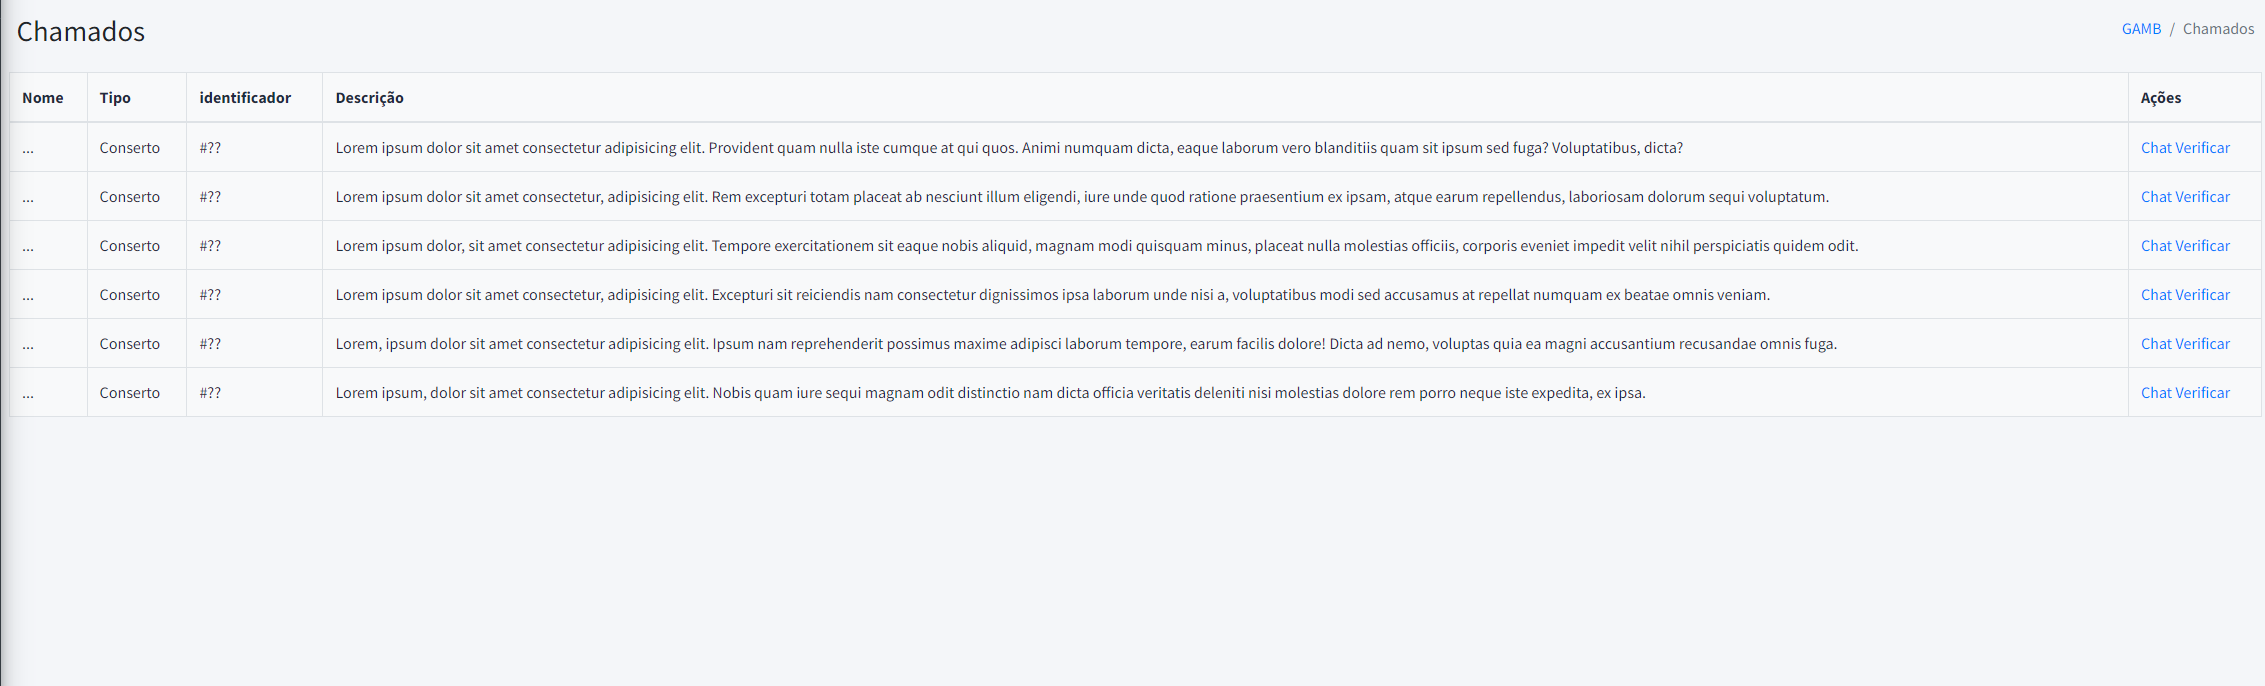 Chamados
GAMB / Chamados
Nome Tipo identificador Descrição Ações
... Conserto #?? Lorem ipsum dolor sit amet consectetur adipisicing elit. Provident quam nulla iste cumque at qui quos. Animi numquam dicta, eaque laborum vero blanditiis quam sit ipsum sed fuga? Voluptatibus, dicta? Chat Verificar
... Conserto #?? Lorem ipsum dolor sit amet consectetur, adipisicing elit. Rem excepturi totam placeat ab nesciunt illum eligendi, iure unde quod ratione praesentium ex ipsam, atque earum repellendus, laboriosam dolorum sequi voluptatum. Chat Verificar
... Conserto #?? Lorem ipsum dolor, sit amet consectetur adipisicing elit. Tempore exercitationem sit eaque nobis aliquid, magnam modi quisquam minus, placeat nulla molestias officiis, corporis eveniet impedit velit nihil perspiciatis quidem odit. Chat Verificar
... Conserto #?? Lorem ipsum dolor sit amet consectetur, adipisicing elit. Excepturi sit reiciendis nam consectetur dignissimos ipsa laborum unde nisi a, voluptatibus modi sed accusamus at repellat numquam ex beatae omnis veniam. Chat Verificar
... Conserto #?? Lorem, ipsum dolor sit amet consectetur adipisicing elit. Ipsum nam reprehenderit possimus maxime adipisci laborum tempore, earum facilis dolore! Dicta ad nemo, voluptas quia ea magni accusantium recusandae omnis fuga. Chat Verificar
... Conserto #?? Lorem ipsum, dolor sit amet consectetur adipisicing elit. Nobis quam iure sequi magnam odit distinctio nam dicta officia veritatis deleniti nisi molestias dolore rem porro neque iste expedita, ex ipsa. Chat Verificar